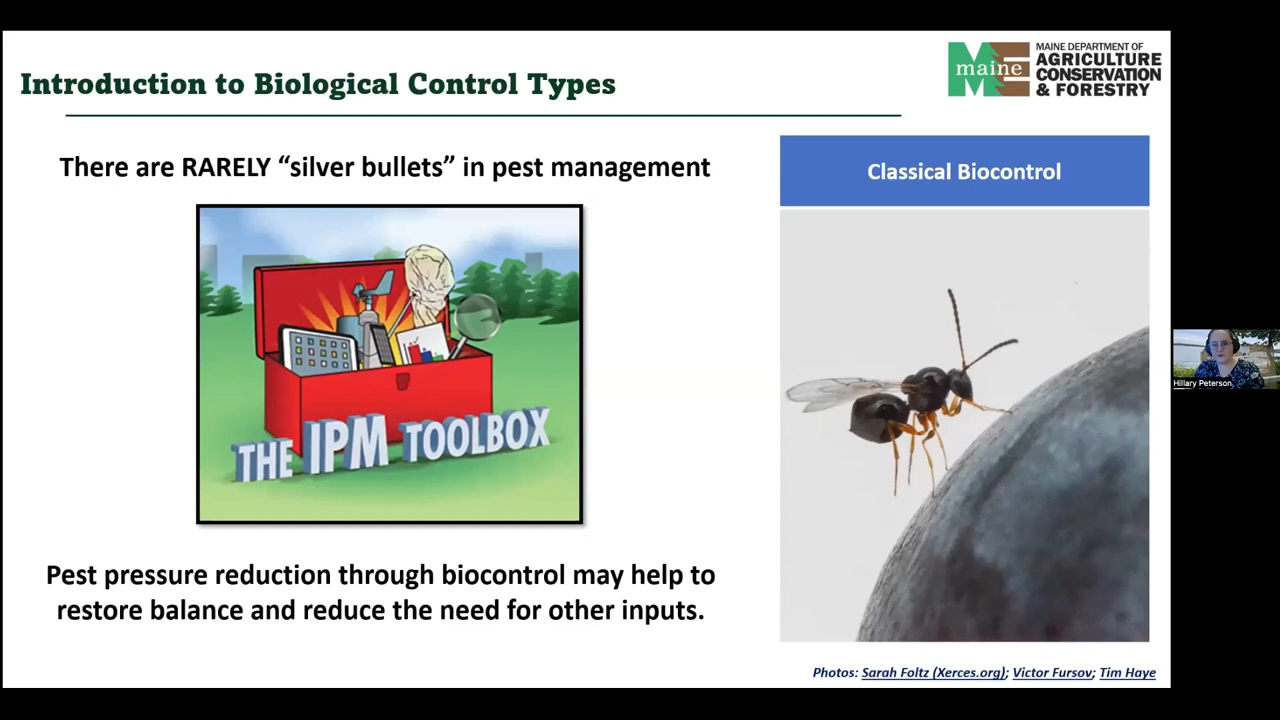 Introduction to Biological Control Types
maine
MAINE DEPARTMENT OF
AGRICULTURE
CONSERVATION
& FORESTRY
There are RARELY “silver bullets” in pest management
THE IPM TOOLBOX
Pest pressure reduction through biocontrol may help to
restore balance and reduce the need for other inputs.
Classical Biocontrol
Photos: Sarah Foltz (Xerces.org); Victor Fursov; Tim Haye
Hillary Peterson